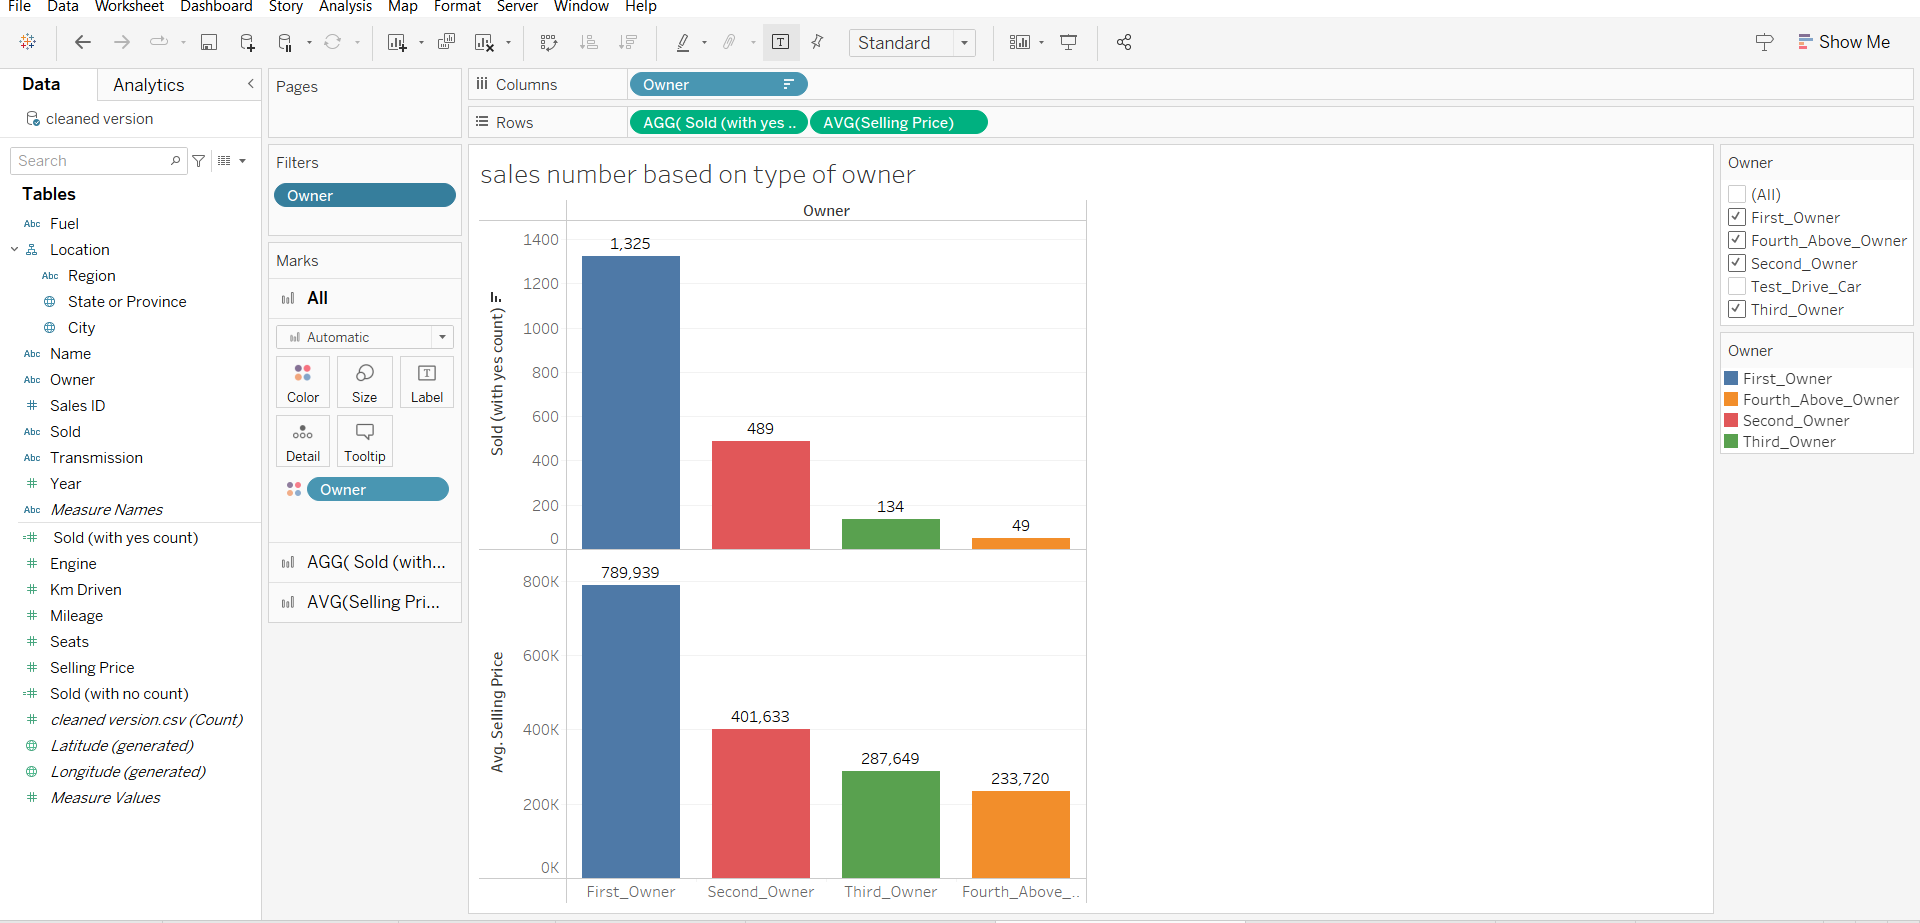 File Data Worksheet Dashboard Story Analysis Map Format Server Window Help
Standard
Show Me
Data
Analytics
cleaned version
Search
Tables
Abc Fuel
Location
Abc Region
State or Province
City
Abc Name
Abc Owner
# Sales ID
Abc Sold
Abc Transmission
# Year
Abc Measure Names
=# Sold (with yes count)
# Engine
# Km Driven
# Mileage
# Seats
# Selling Price
=# Sold (with no count)
# cleaned version.csv (Count)
Latitude (generated)
Longitude (generated)
# Measure Values
Pages
Filters
Owner
Marks
All
Automatic
Color
Size
T
Label
Detail
Tooltip
Owner
AGG( Sold (with...
AVG(Selling Pri...
Columns
Owner
Rows
AGG( Sold (with yes ..
AVG(Selling Price)
sales number based on type of owner
Owner
Sold (with yes count)
1400
1200
1000
800
600
400
200
0
1,325
489
134
49
Avg. Selling Price
800K
600K
400K
200K
0K
789,939
401,633
287,649
233,720
First_Owner
Second_Owner
Third_Owner
Fourth_Above_..
Owner
(All)
First_Owner
Fourth_Above_Owner
Second_Owner
Test_Drive_Car
Third_Owner
Owner
First_Owner
Fourth_Above_Owner
Second_Owner
Third_Owner